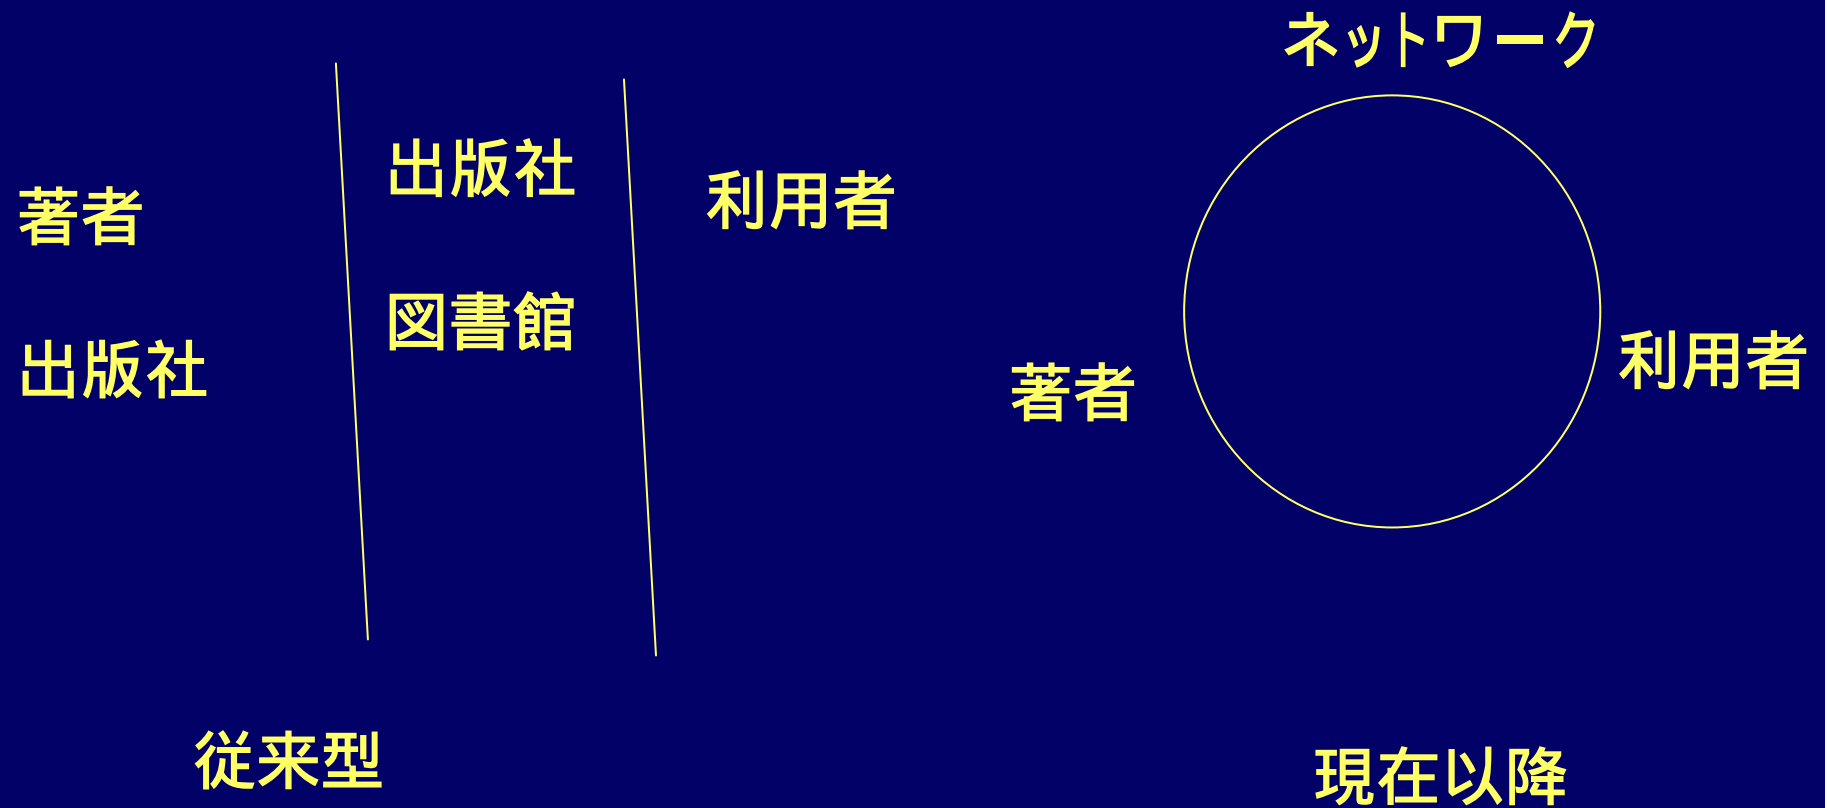 著者
出版社
出版社
図書館
利用者
従来型
ネットワーク
著者
利用者
現在以降